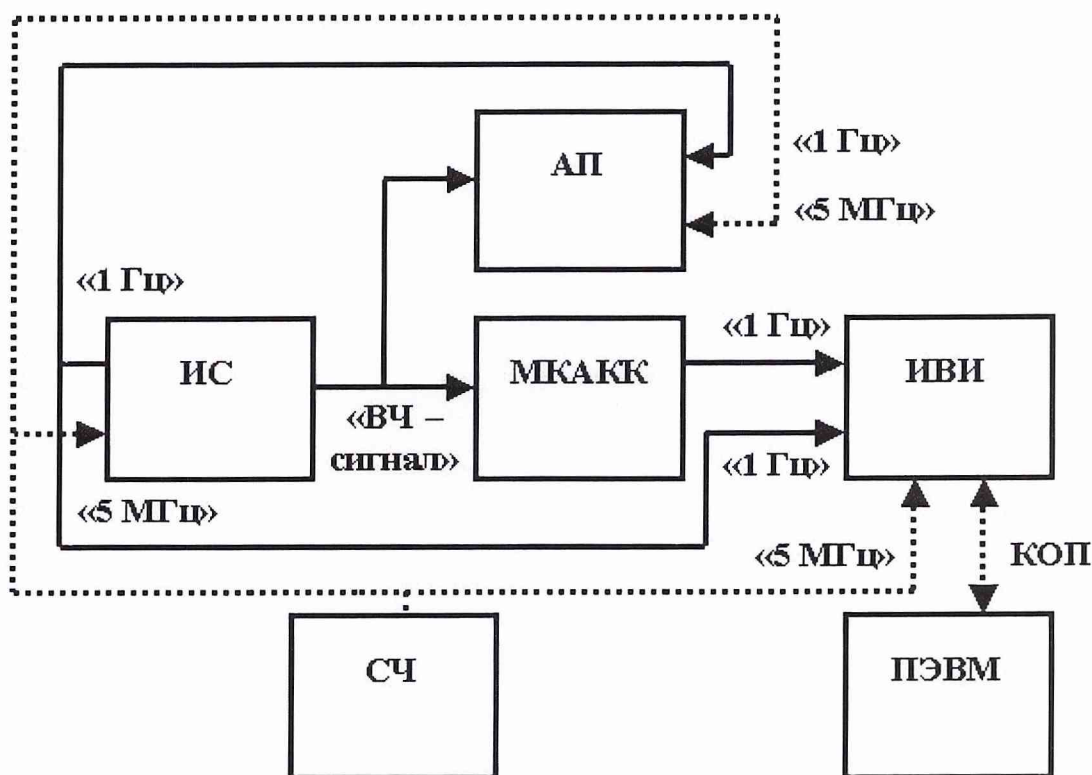 «1 Гц»
АП
«5 МГц»
«1 Гц»
ИС
МКАКК
«1 Гц»
ИВИ
«ВЧ –
сигнал»
«1 Гц»
«5 МГц»
«5 МГц»
КОП
СЧ
ПЭВМ